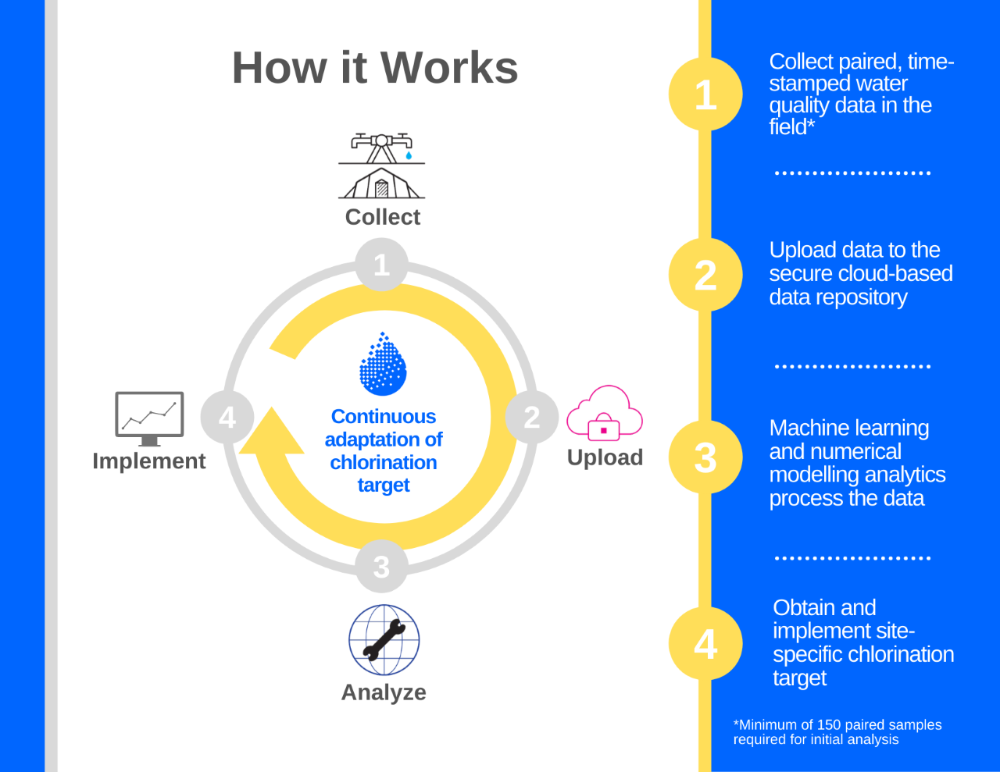 How it Works
Collect
1
2
3
4
Upload
Analyze
Implement
Continuous
adaptation of
chlorination
target
1
Collect paired, time-
stamped water
quality data in the
field*
2
Upload data to the
secure cloud-based
data repository
3
Machine learning
and numerical
modelling analytics
process the data
4
Obtain and
implement site-
specific chlorination
target
*Minimum of 150 paired samples
required for initial analysis